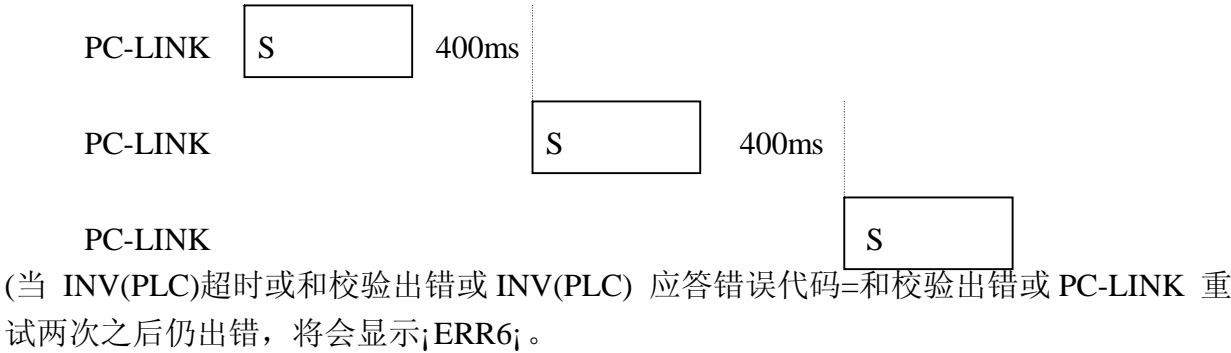 PC-LINK S 400ms
PC-LINK S 400ms
PC-LINK S
(当 INV(PLC)超时或和校验出错或 INV(PLC) 应答错误代码=和校验出错或 PC-LINK 重
试两次之后仍出错，将会显示¡ERR6¡。